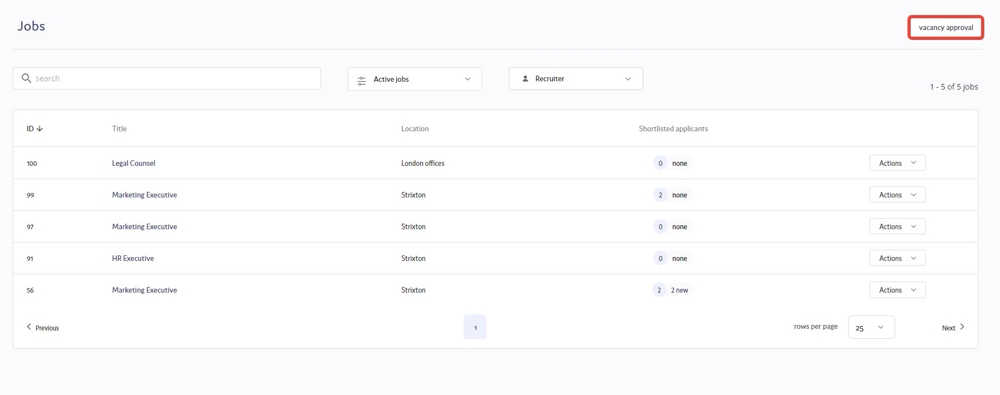 Jobs
vacancy approval
search
Active jobs
Recruiter
1 - 5 of 5 jobs
ID Title Location Shortlisted applicants
100 Legal Counsel London offices 0 none Actions
99 Marketing Executive Strixton 2 none Actions
97 Marketing Executive Strixton 0 none Actions
91 HR Executive Strixton 0 none Actions
56 Marketing Executive Strixton 2 2 new Actions
Previous 1 rows per page 25 Next